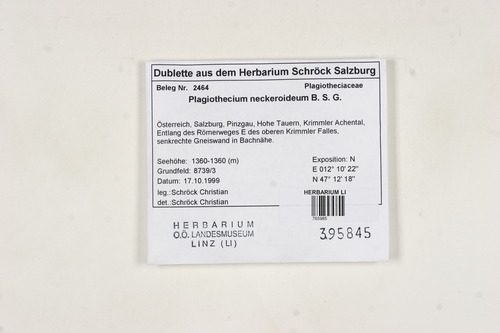 Dublette aus dem Herbarium Schröck Salzburg
Beleg Nr. 2464 Plagiotheciaceae
Plagiothecium neckeroideum B. S. G.
Österreich, Salzburg, Pinzgau, Hohe Tauern, Krimmler Achental,
Entlang des Römerweges E des oberen Krimmler Falles,
senkrechte Gneiswand in Bachnähe.
Seehöhe: 1360-1360 (m) Exposition: N
Grundfeld: 8739/3 E 012° 10' 22"
Datum: 17.10.1999 N 47° 12' 18"
leg.:Schröck Christian HERBARIUM LI
det.:Schröck Christian
HERBARIUM
O.Ö. LANDESMUSEUM
LINZ (LI)
395845